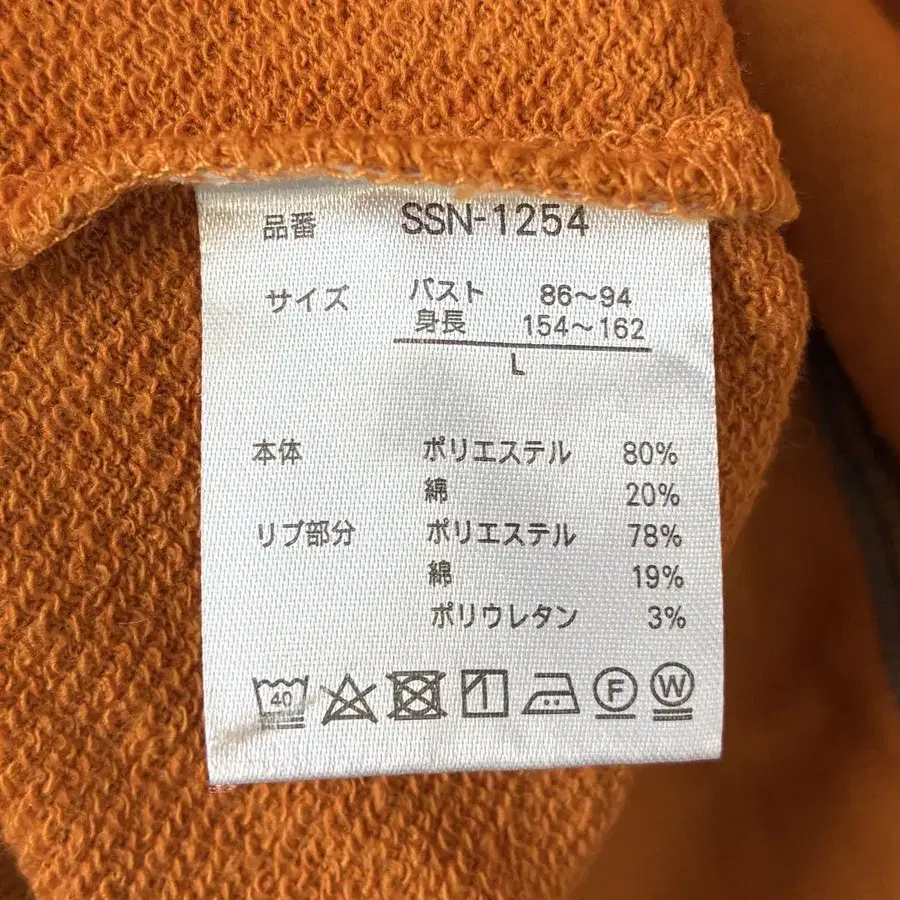 品番 SSN-1254
サイズ バスト 86〜94
身長 154〜162
L
本体 ポリエステル 80%
綿 20%
リブ部分 ポリエステル 78%
綿 19%
ポリウレタン 3%
40 F W